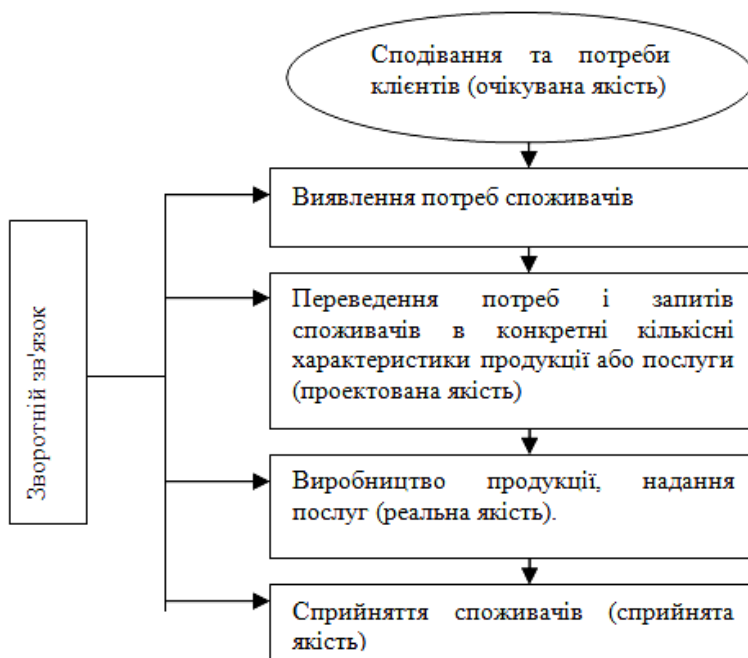 Сподівання та потреби
клієнтів (очікувана якість)
Виявлення потреб споживачів
Переведення потреб і запитів
споживачів в конкретні кількісні
характеристики продукції або послуги
(проектована якість)
Зворотній зв'язок
Виробництво продукції, надання
послуг (реальна якість).
Сприйняття споживачів (сприйнята
якість)